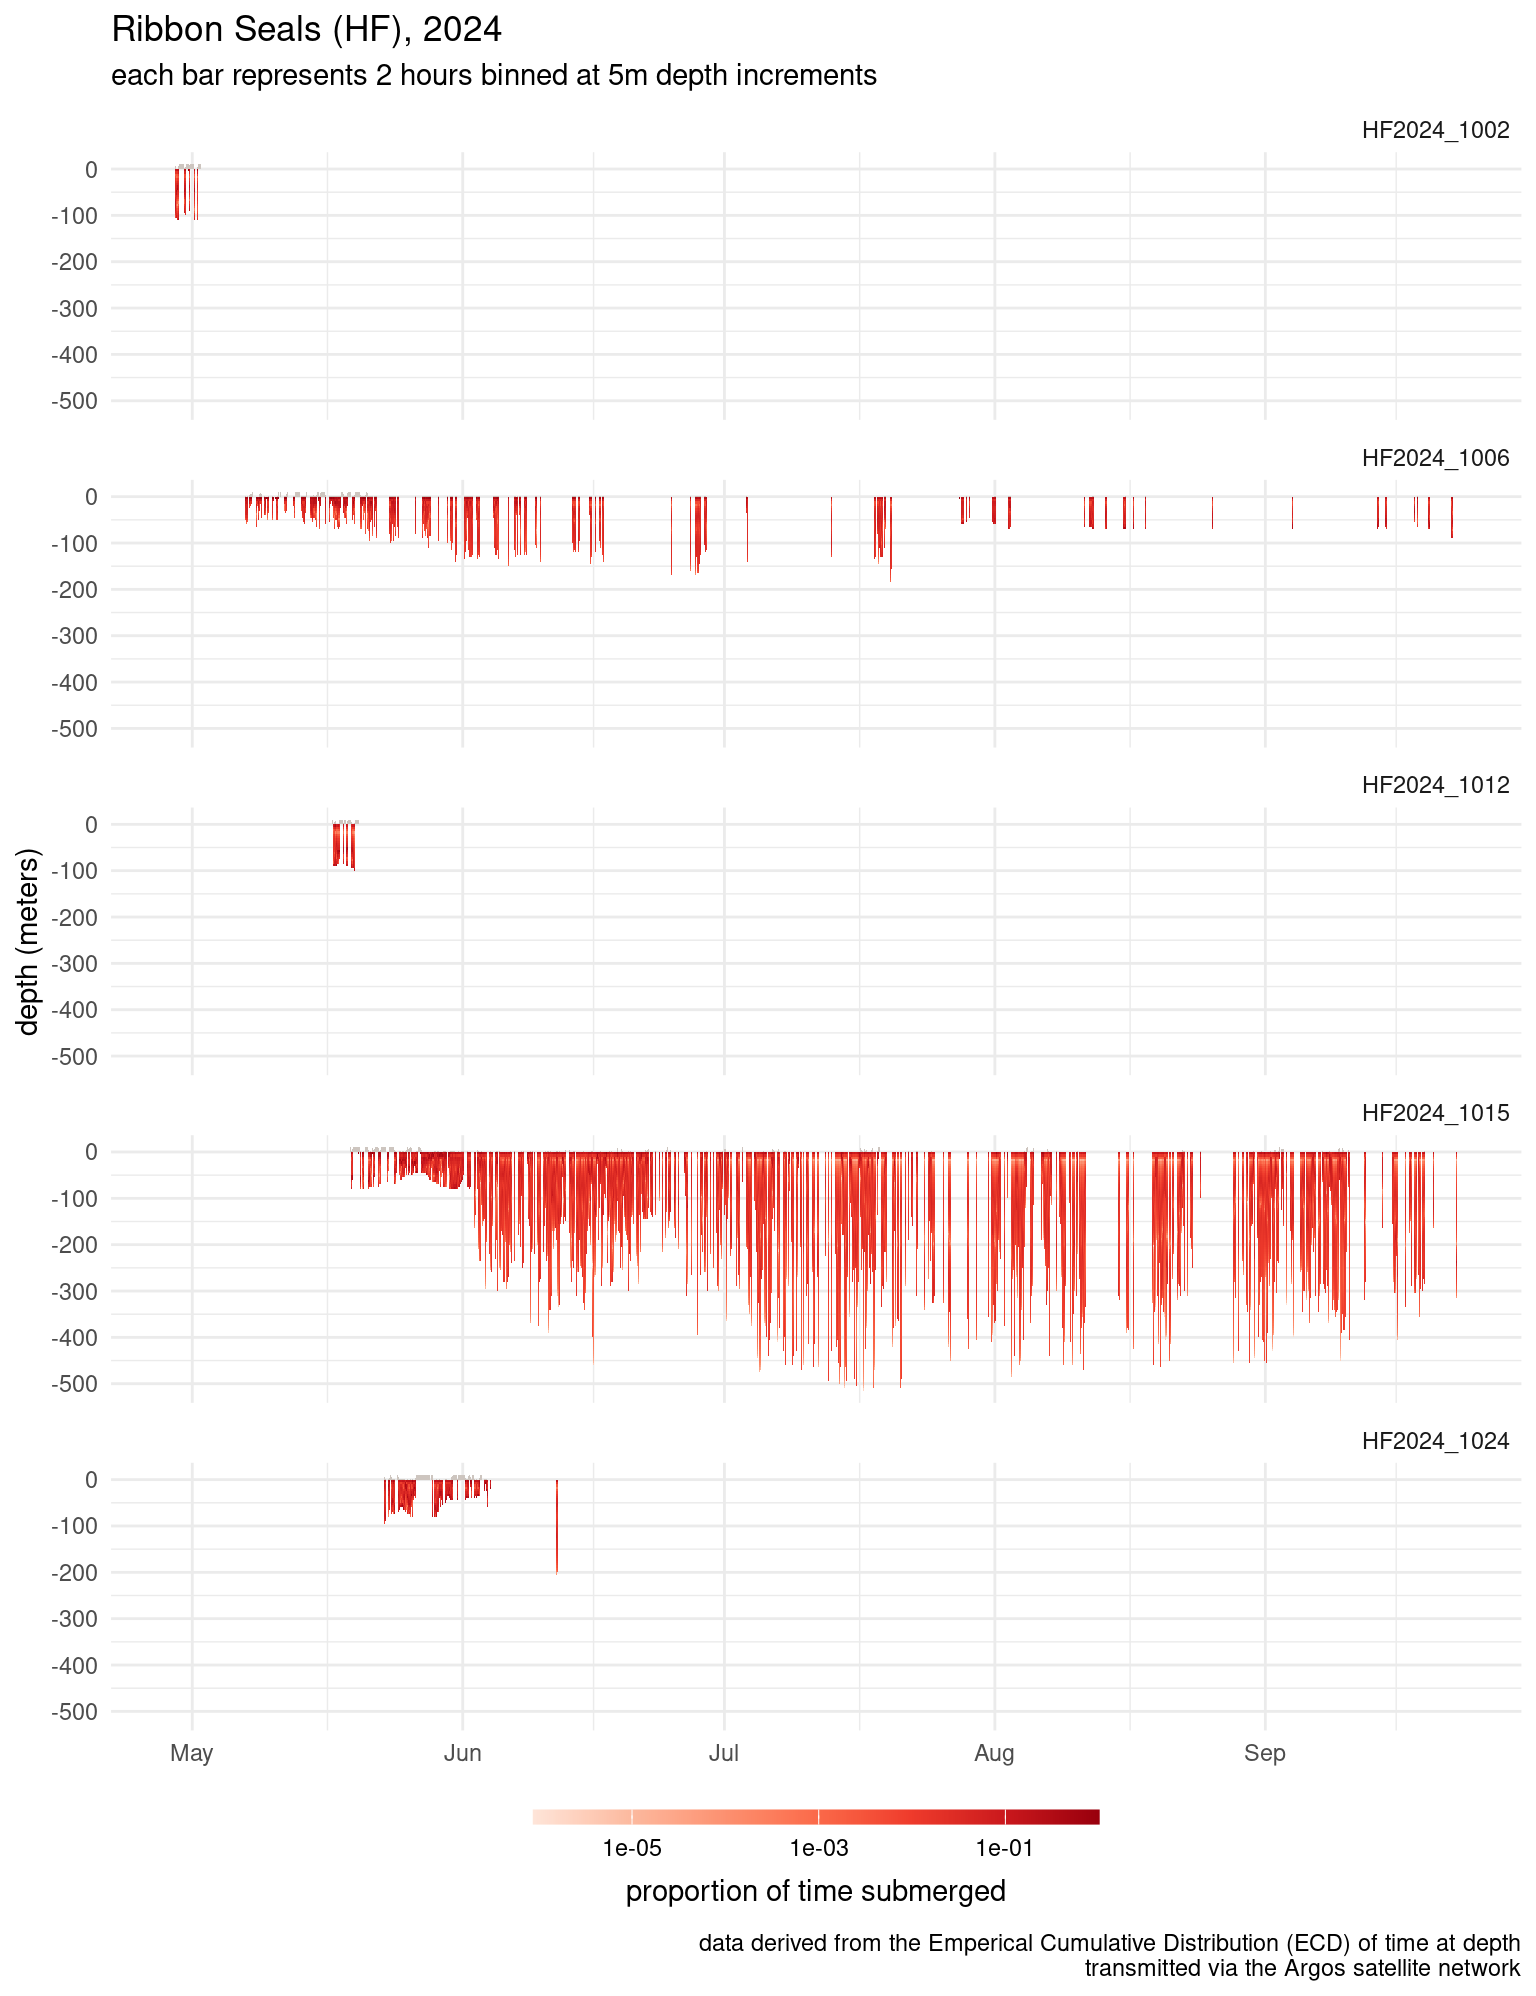 Ribbon Seals (HF), 2024
each bar represents 2 hours binned at 5m depth increments
HF2024_1002
0
-100
-200
-300
-400
-500
HF2024_1006
0
-100
-200
-300
-400
-500
HF2024_1012
0
-100
-200
-300
-400
-500
depth (meters)
HF2024_1015
0
-100
-200
-300
-400
-500
HF2024_1024
0
-100
-200
-300
-400
-500
May Jun Jul Aug Sep
1e-05 1e-03 1e-01
proportion of time submerged
data derived from the Emperical Cumulative Distribution (ECD) of time at depth
transmitted via the Argos satellite network